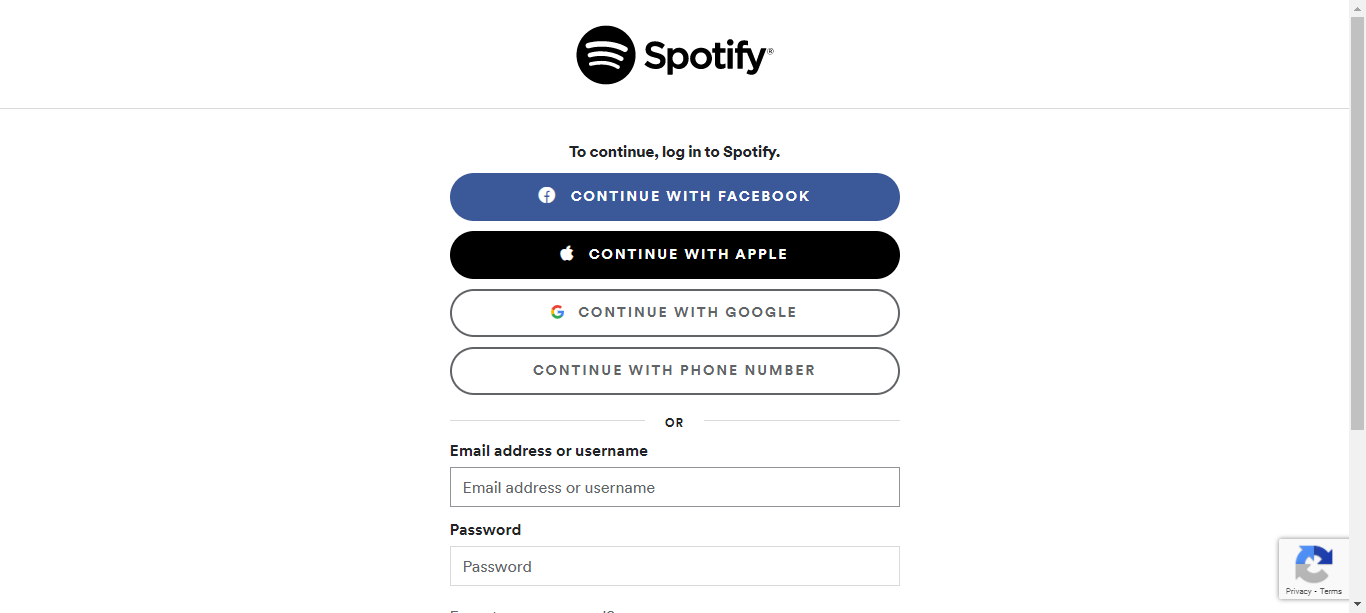 Spotify®
To continue, log in to Spotify.
CONTINUE WITH FACEBOOK
CONTINUE WITH APPLE
CONTINUE WITH GOOGLE
CONTINUE WITH PHONE NUMBER
OR
Email address or username
Email address or username
Password
Password
Privacy - Terms